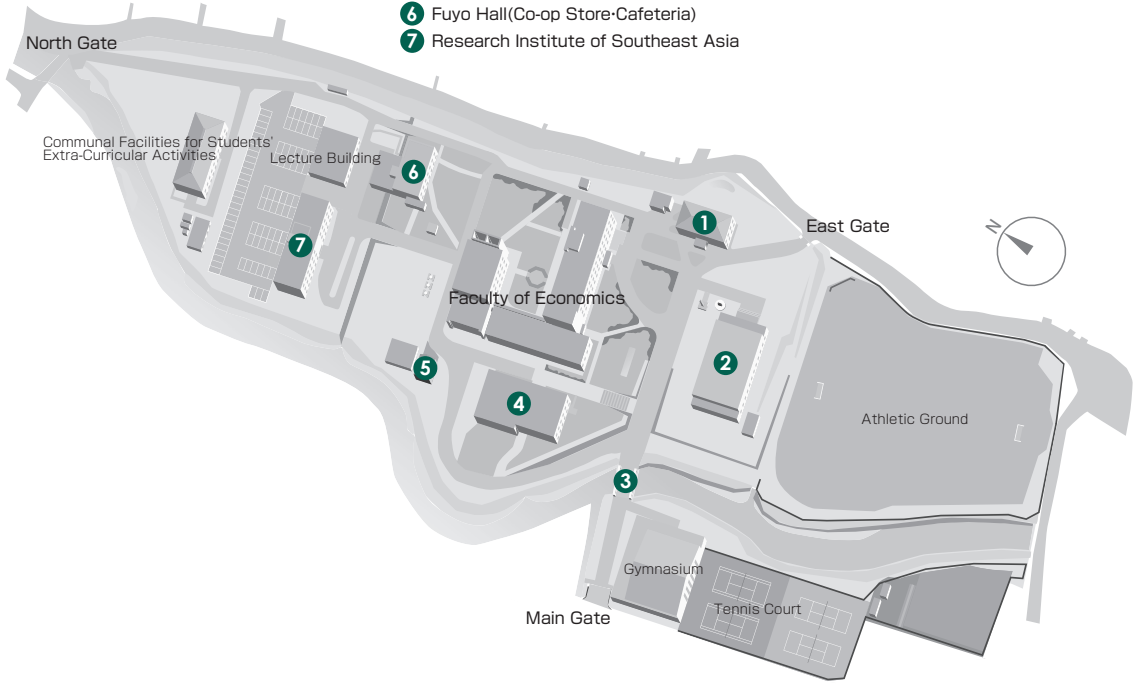 6 Fuyo Hall(Co-op Store·Cafeteria)
7 Research Institute of Southeast Asia
North Gate
Communal Facilities for Students'
Extra-Curricular Activities
Lecture Building
6
7
1
East Gate
N
Faculty of Economics
2
5
4
Athletic Ground
3
Gymnasium
Tennis Court
Main Gate